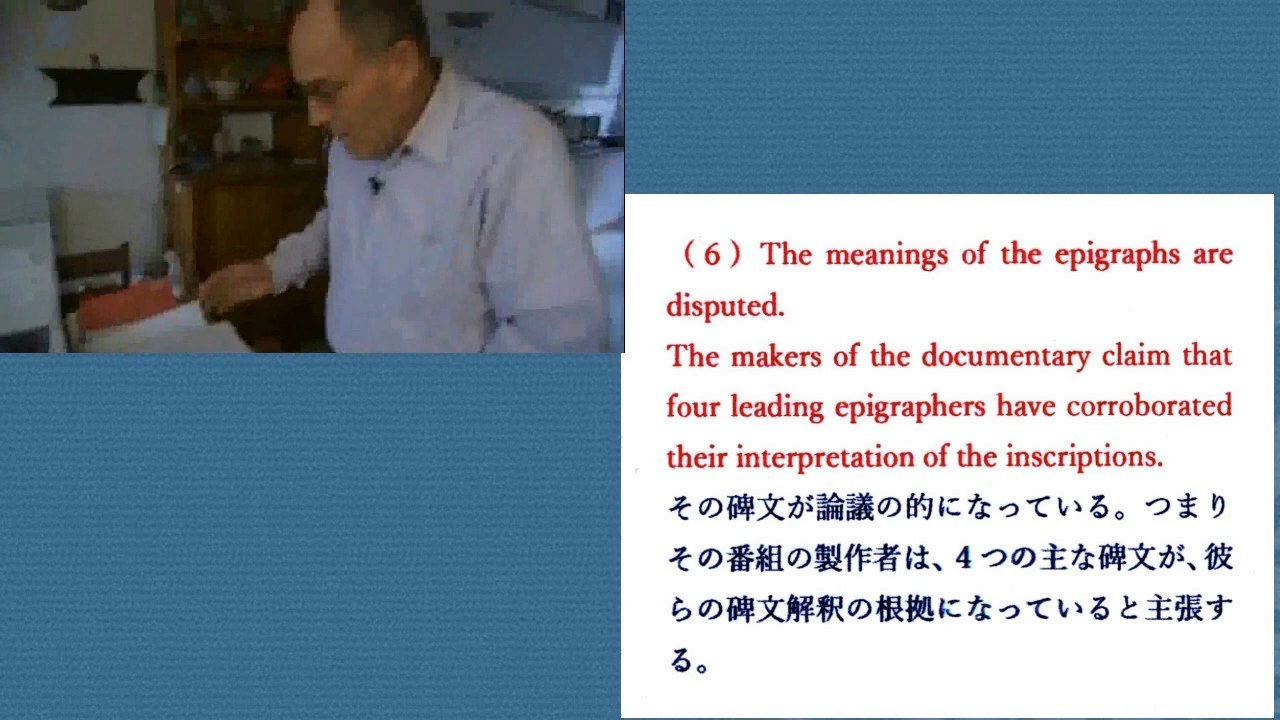 （6）The meanings of the epigraphs are
disputed.
The makers of the documentary claim that
four leading epigraphers have corroborated
their interpretation of the inscriptions.
その碑文が論議の的になっている。つまり
その番組の製作者は、4つの主な碑文が、彼
らの碑文解釈の根拠になっていると主張す
る。